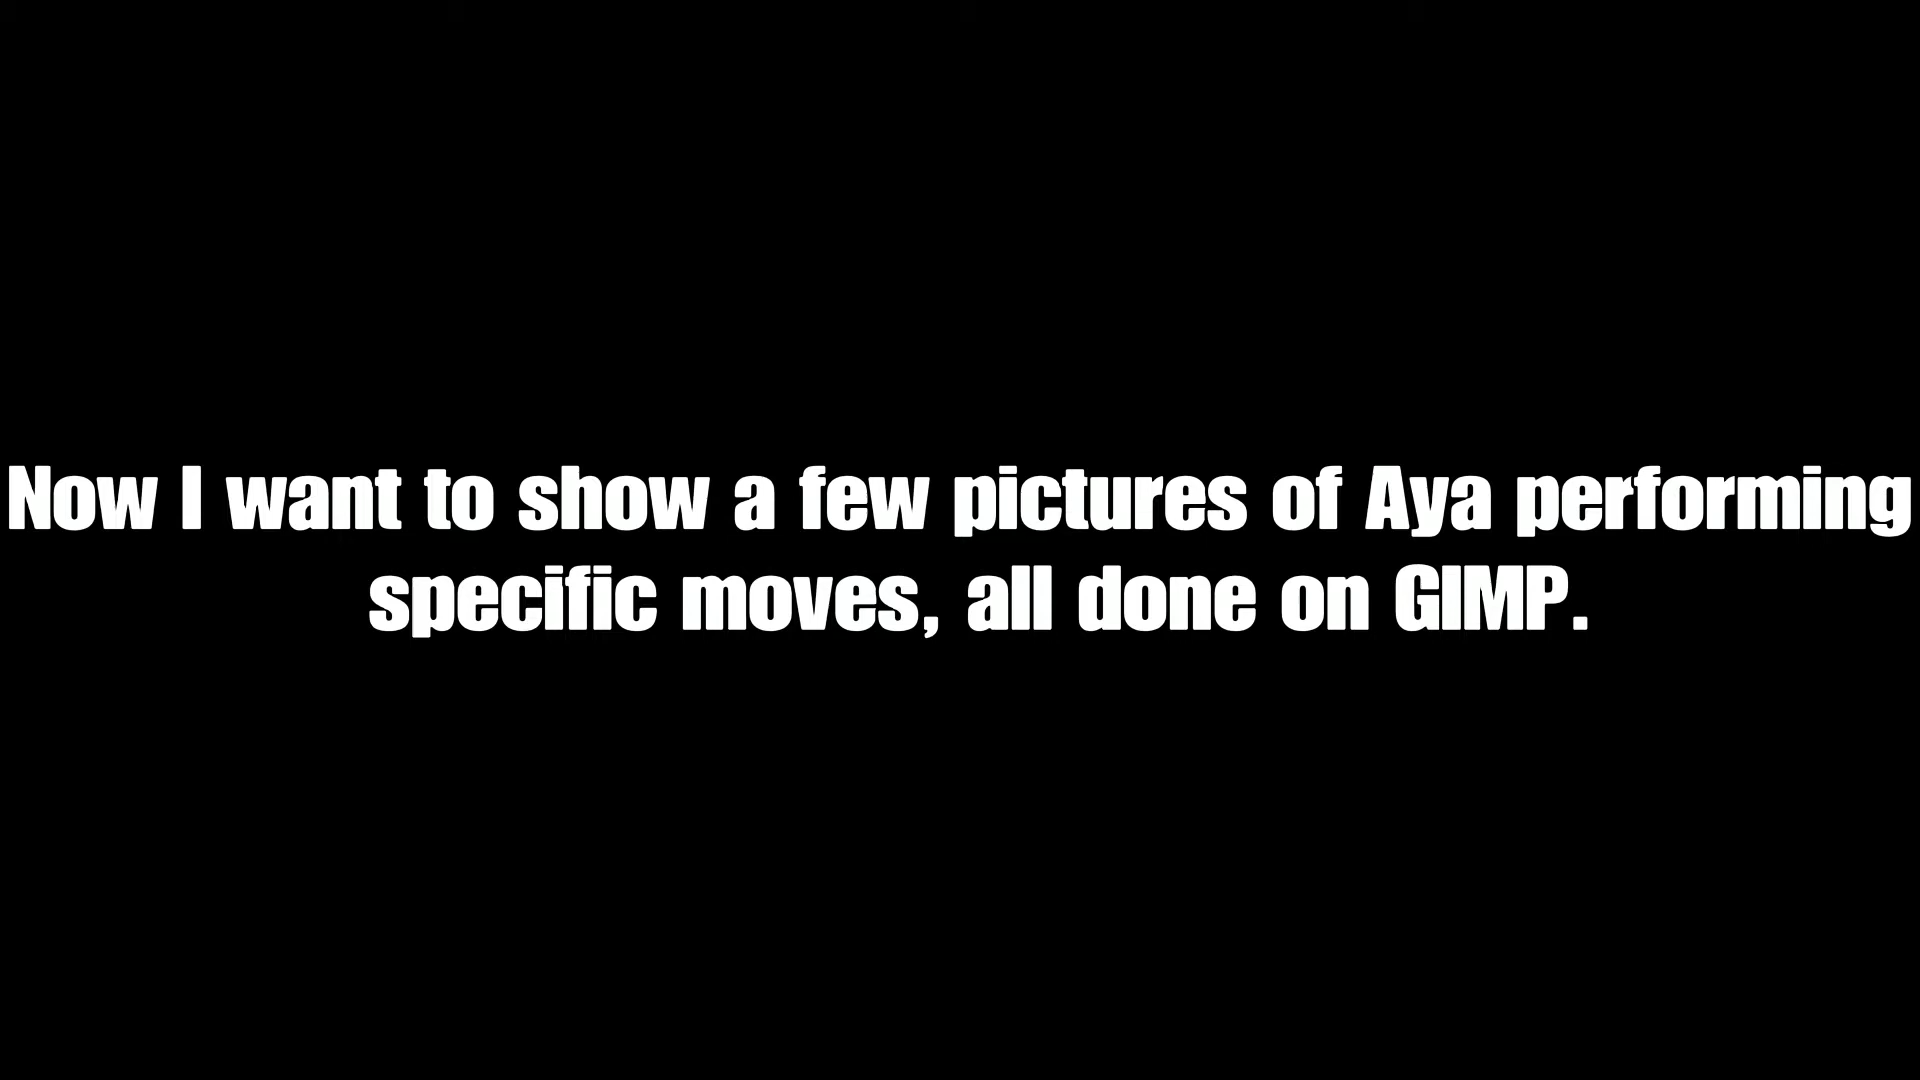 Now I want to show a few pictures of Aya performing
specific moves, all done on GIMP.